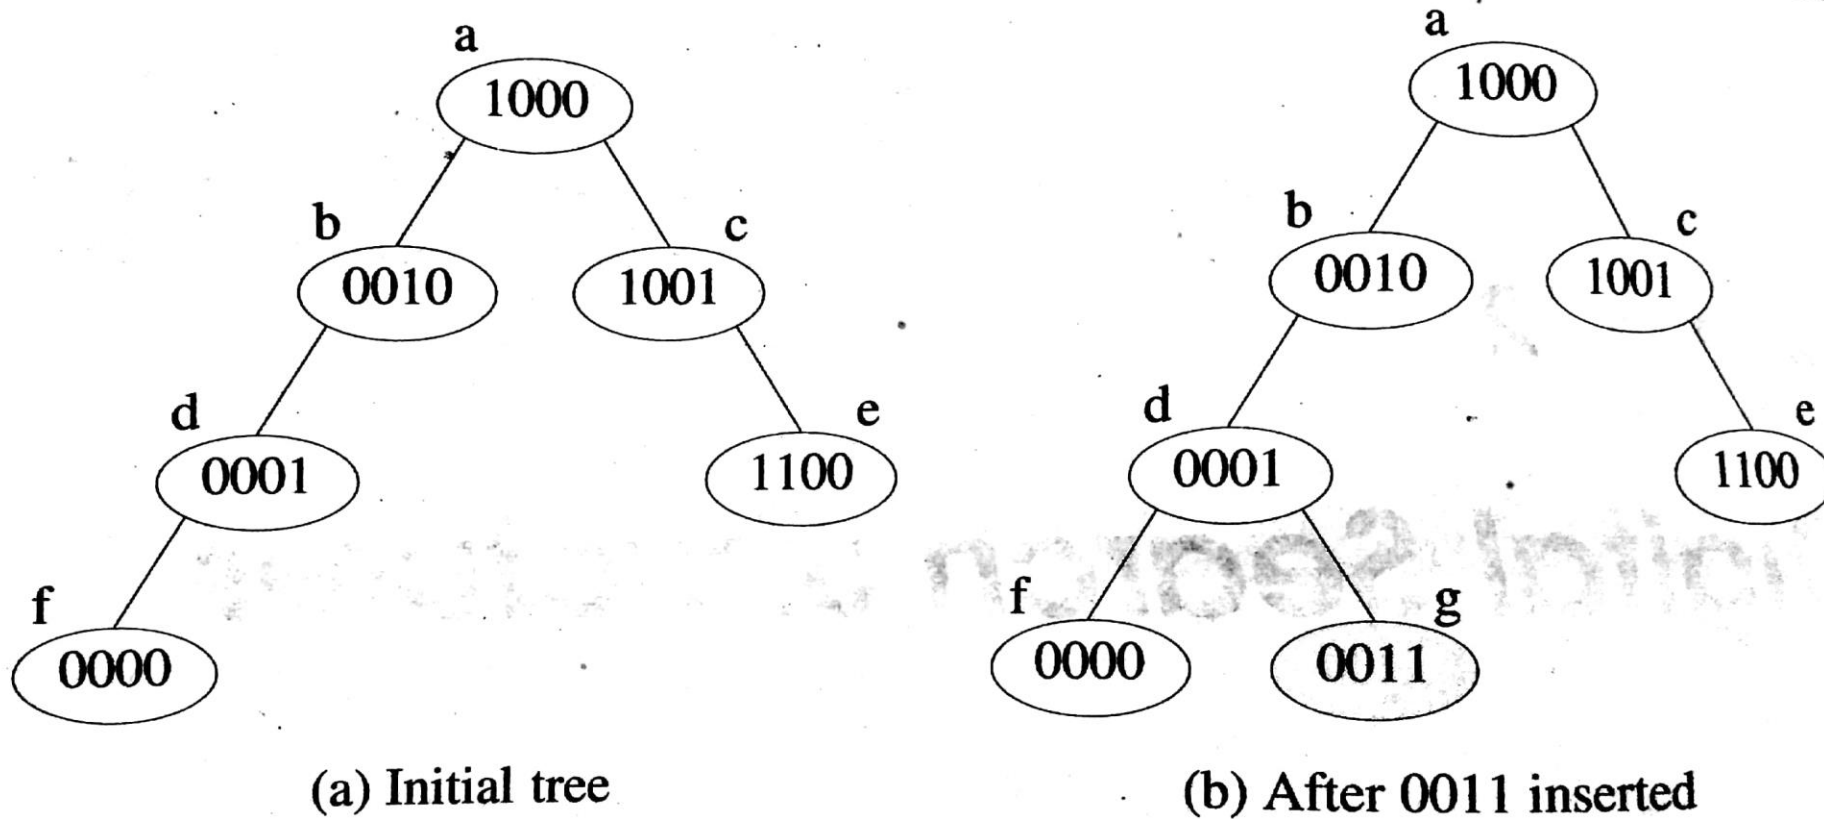 a a
1000 1000
b c b c
0010 1001 0010 1001
d e d e
0001 1100 0001 1100
f f g
0000 0000 0011
(a) Initial tree (b) After 0011 inserted